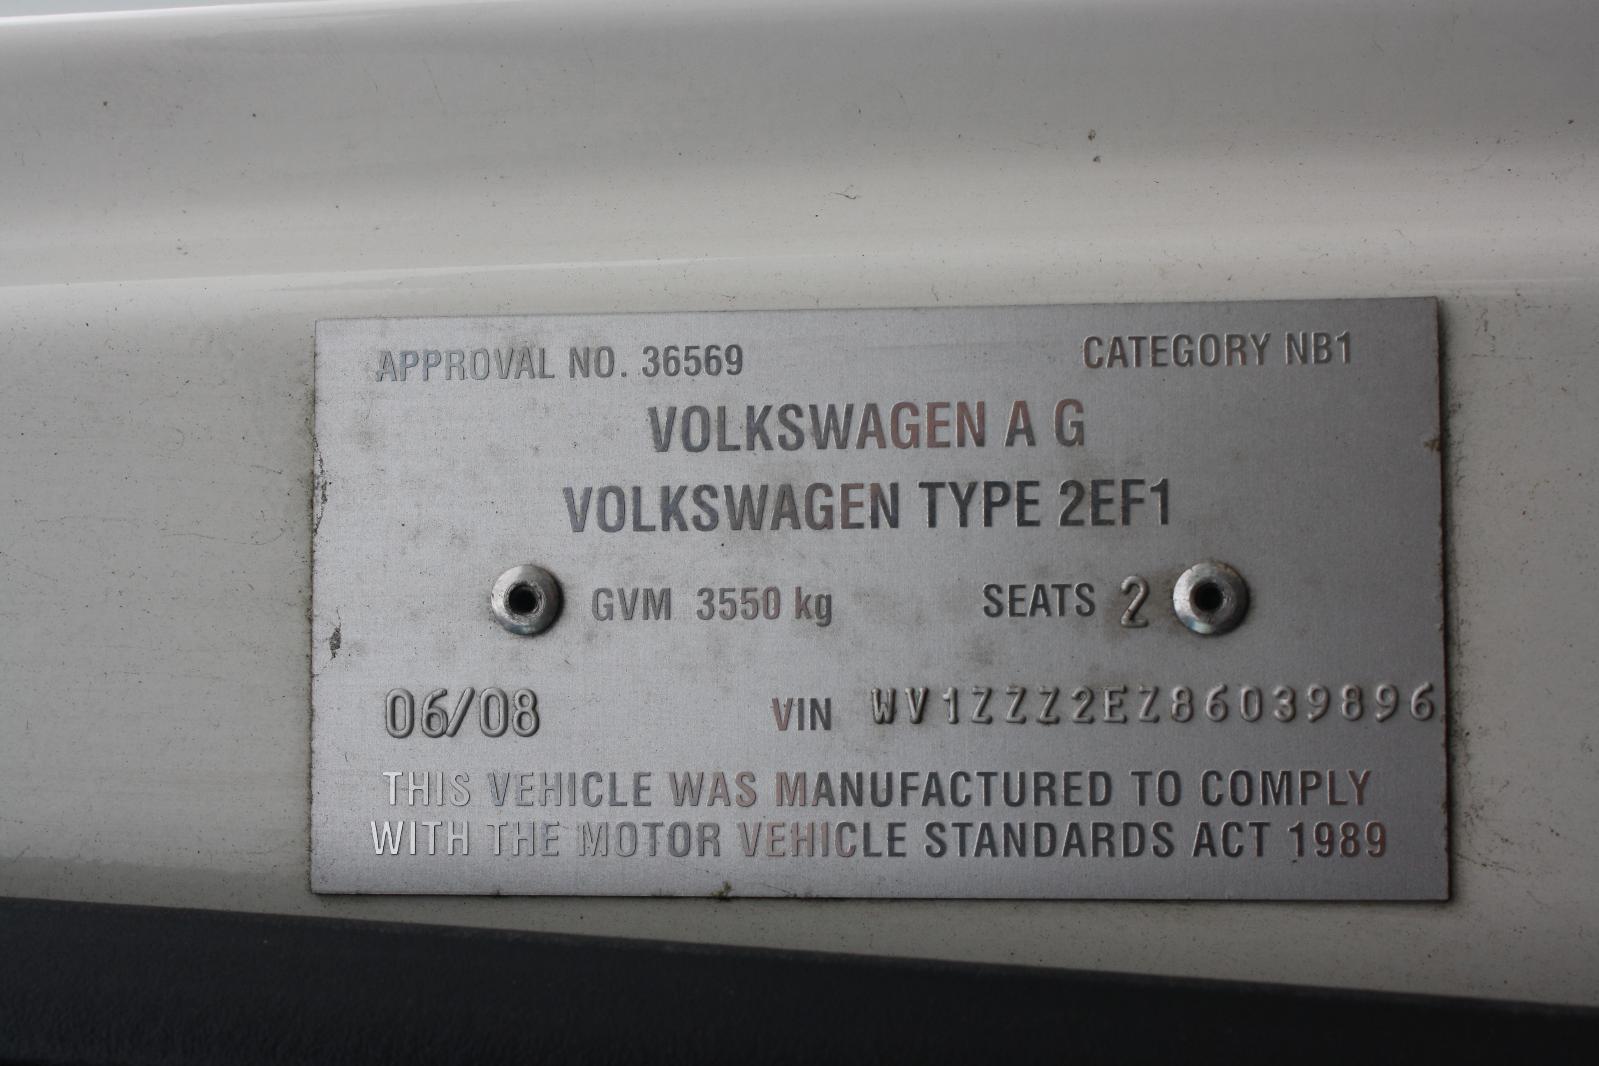 APPROVAL NO. 36569 CATEGORY NB1
VOLKSWAGEN A G
VOLKSWAGEN TYPE 2EF1
GVM 3550 kg SEATS 2
06/08 VIN WV1ZZZ2EZ86039896
THIS VEHICLE WAS MANUFACTURED TO COMPLY
WITH THE MOTOR VEHICLE STANDARDS ACT 1989